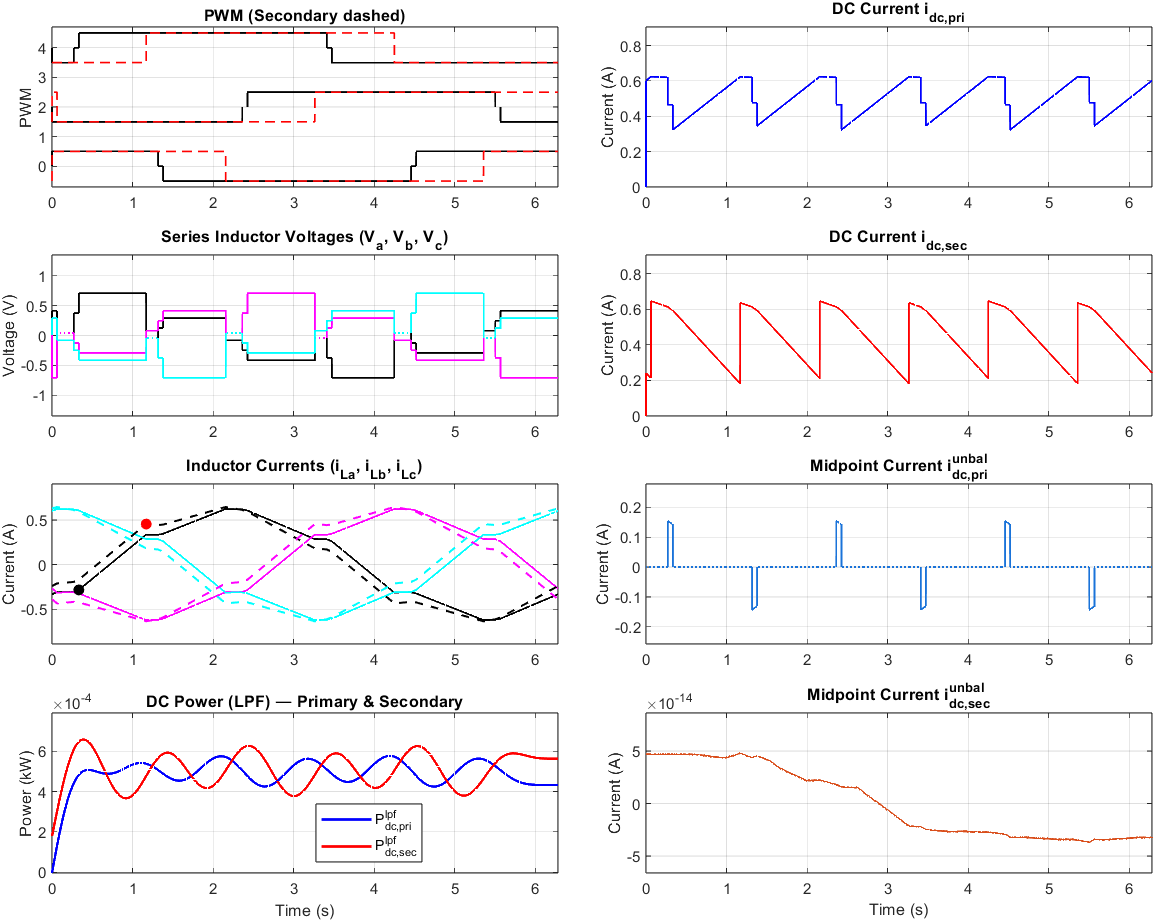 PWM (Secondary dashed)
PWM
4
3
2
1
0
0 1 2 3 4 5 6
DC Current i_dc,pri
Current (A)
0.8
0.6
0.4
0.2
0
0 1 2 3 4 5 6
Series Inductor Voltages (V_a, V_b, V_c)
Voltage (V)
1
0.5
0
-0.5
-1
0 1 2 3 4 5 6
DC Current i_dc,sec
Current (A)
0.8
0.6
0.4
0.2
0
0 1 2 3 4 5 6
Inductor Currents (i_La, i_Lb, i_Lc)
Current (A)
0.5
0
-0.5
0 1 2 3 4 5 6
Midpoint Current i_dc,pri^unbal
Current (A)
0.2
0.1
0
-0.1
-0.2
0 1 2 3 4 5 6
DC Power (LPF) — Primary & Secondary
×10^-4
Power (kW)
6
4
2
0
P_dc,pri^lpf
P_dc,sec^lpf
0 1 2 3 4 5 6
Time (s)
Midpoint Current i_dc,sec^unbal
×10^-14
Current (A)
5
0
-5
0 1 2 3 4 5 6
Time (s)